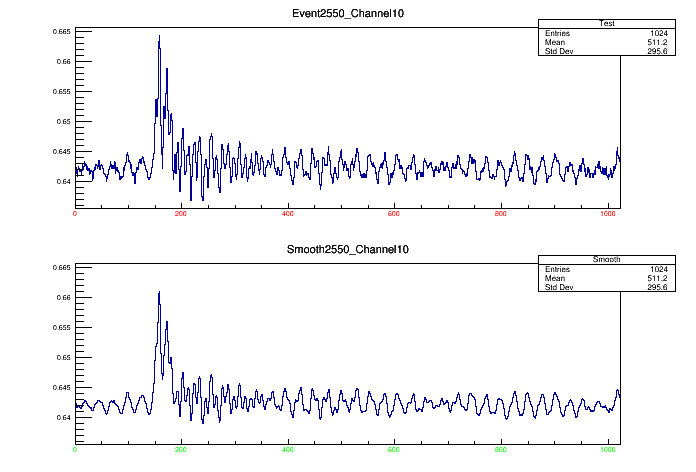 Event2550_Channel10
Test
Entries 1024
Mean 511.2
Std Dev 295.6
0.665
0.66
0.655
0.65
0.645
0.64
0 200 400 600 800 1000
Smooth2550_Channel10
Smooth
Entries 1024
Mean 511.2
Std Dev 295.6
0.665
0.66
0.655
0.65
0.645
0.64
0 200 400 600 800 1000